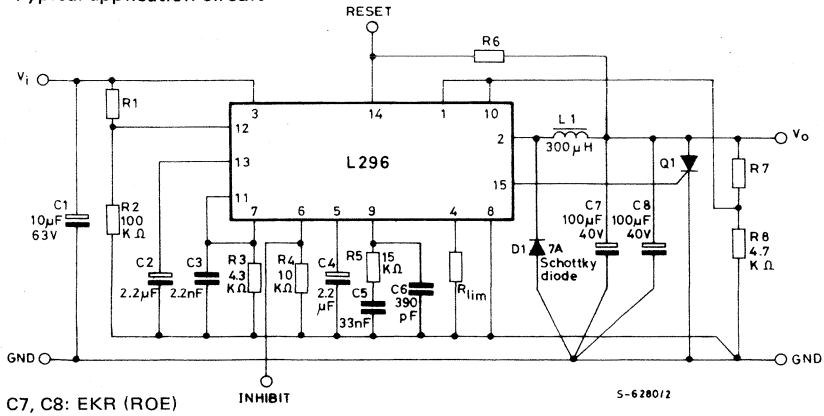 Typical application circuit
RESET
R6
Vi
R1
3
14
1
10
12
13
11
L296
2
15
L1
300µH
Vo
Q1
R7
C1
10µF
63V
R2
100
KΩ
7
6
5
9
4
8
C2
2.2µF
C3
2.2nF
R3
4.3
KΩ
R4
10
KΩ
C4
2.2
µF
R5
15
KΩ
C5
33nF
C6
390
pF
Rlim
D1
7A
Schottky
diode
C7
100µF
40V
C8
100µF
40V
R8
4.7
KΩ
GND
GND
INHIBIT
S-6280/2
C7, C8: EKR (ROE)